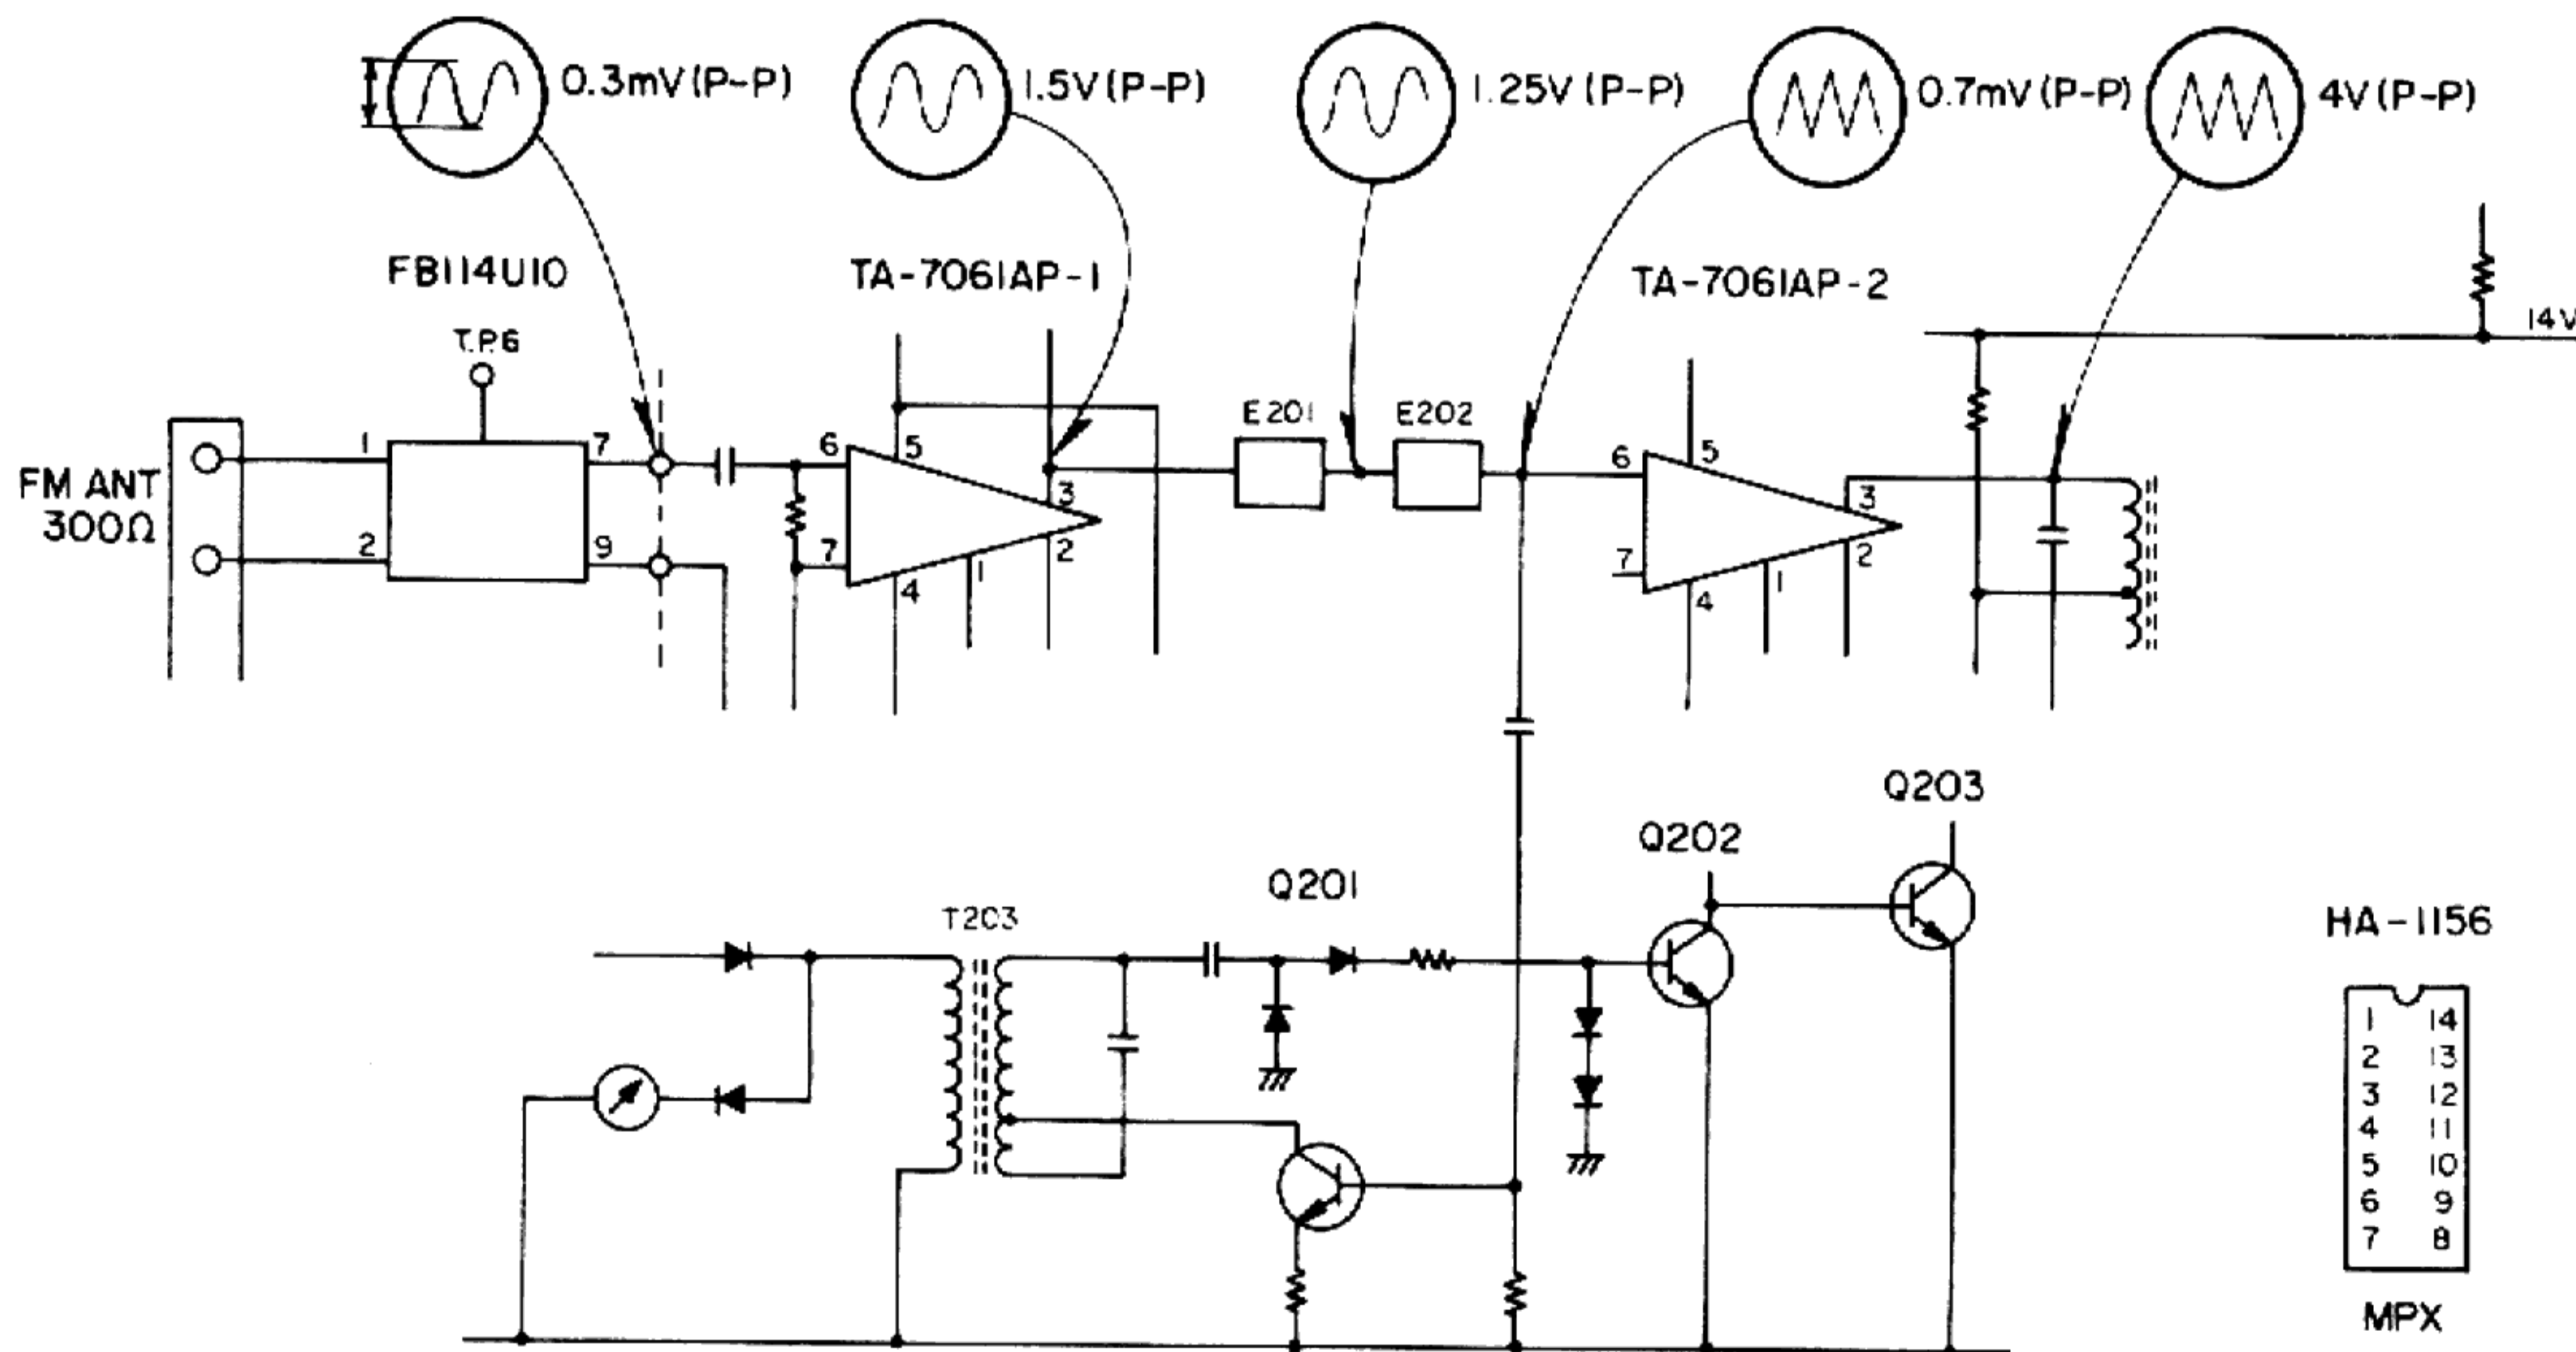 0.3mV(P-P)
1.5V(P-P)
1.25V(P-P)
0.7mV(P-P)
4V(P-P)
FB114U10
TA-7061AP-1
TA-7061AP-2
14V
T.P.6
FM ANT
300Ω
1
2
7
9
6
7
5
4
1
3
2
E201
E202
6
7
5
4
1
3
2
Q203
Q202
Q201
T203
HA-1156
1 14
2 13
3 12
4 11
5 10
6 9
7 8
MPX